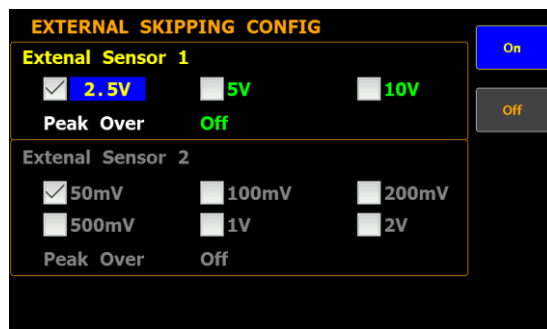 EXTERNAL SKIPPING CONFIG
Extenal Sensor 1
2.5V 5V 10V
Peak Over Off
Extenal Sensor 2
50mV 100mV 200mV
500mV 1V 2V
Peak Over Off
On
Off